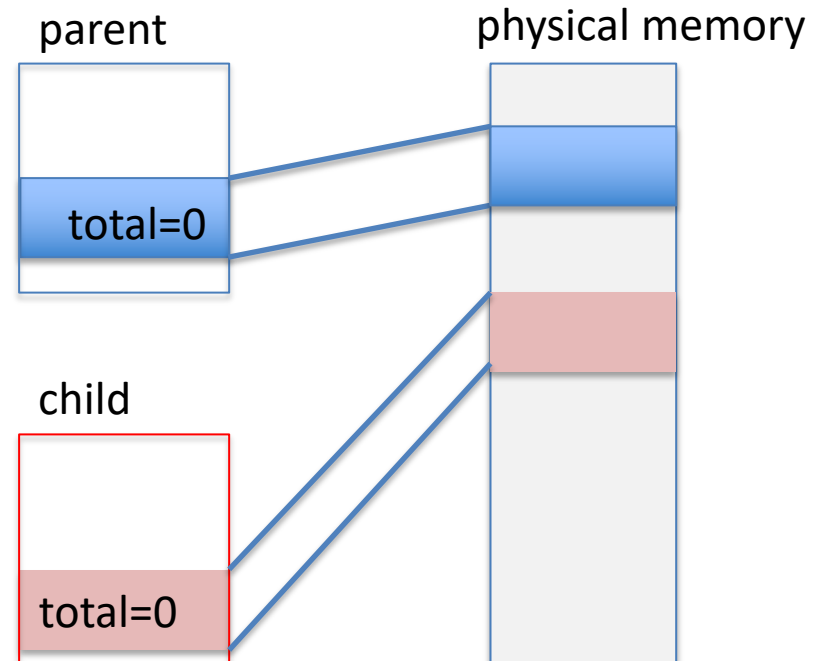 parent
physical memory
total=0
child
total=0